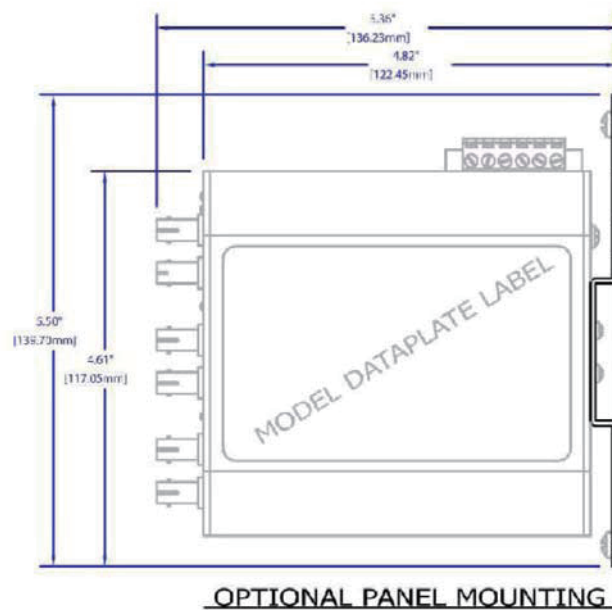 5.36"
[136.23mm]
4.82"
[122.45mm]
5.50"
[139.70mm]
4.61"
[117.05mm]
MODEL DATAPLATE LABEL
OPTIONAL PANEL MOUNTING